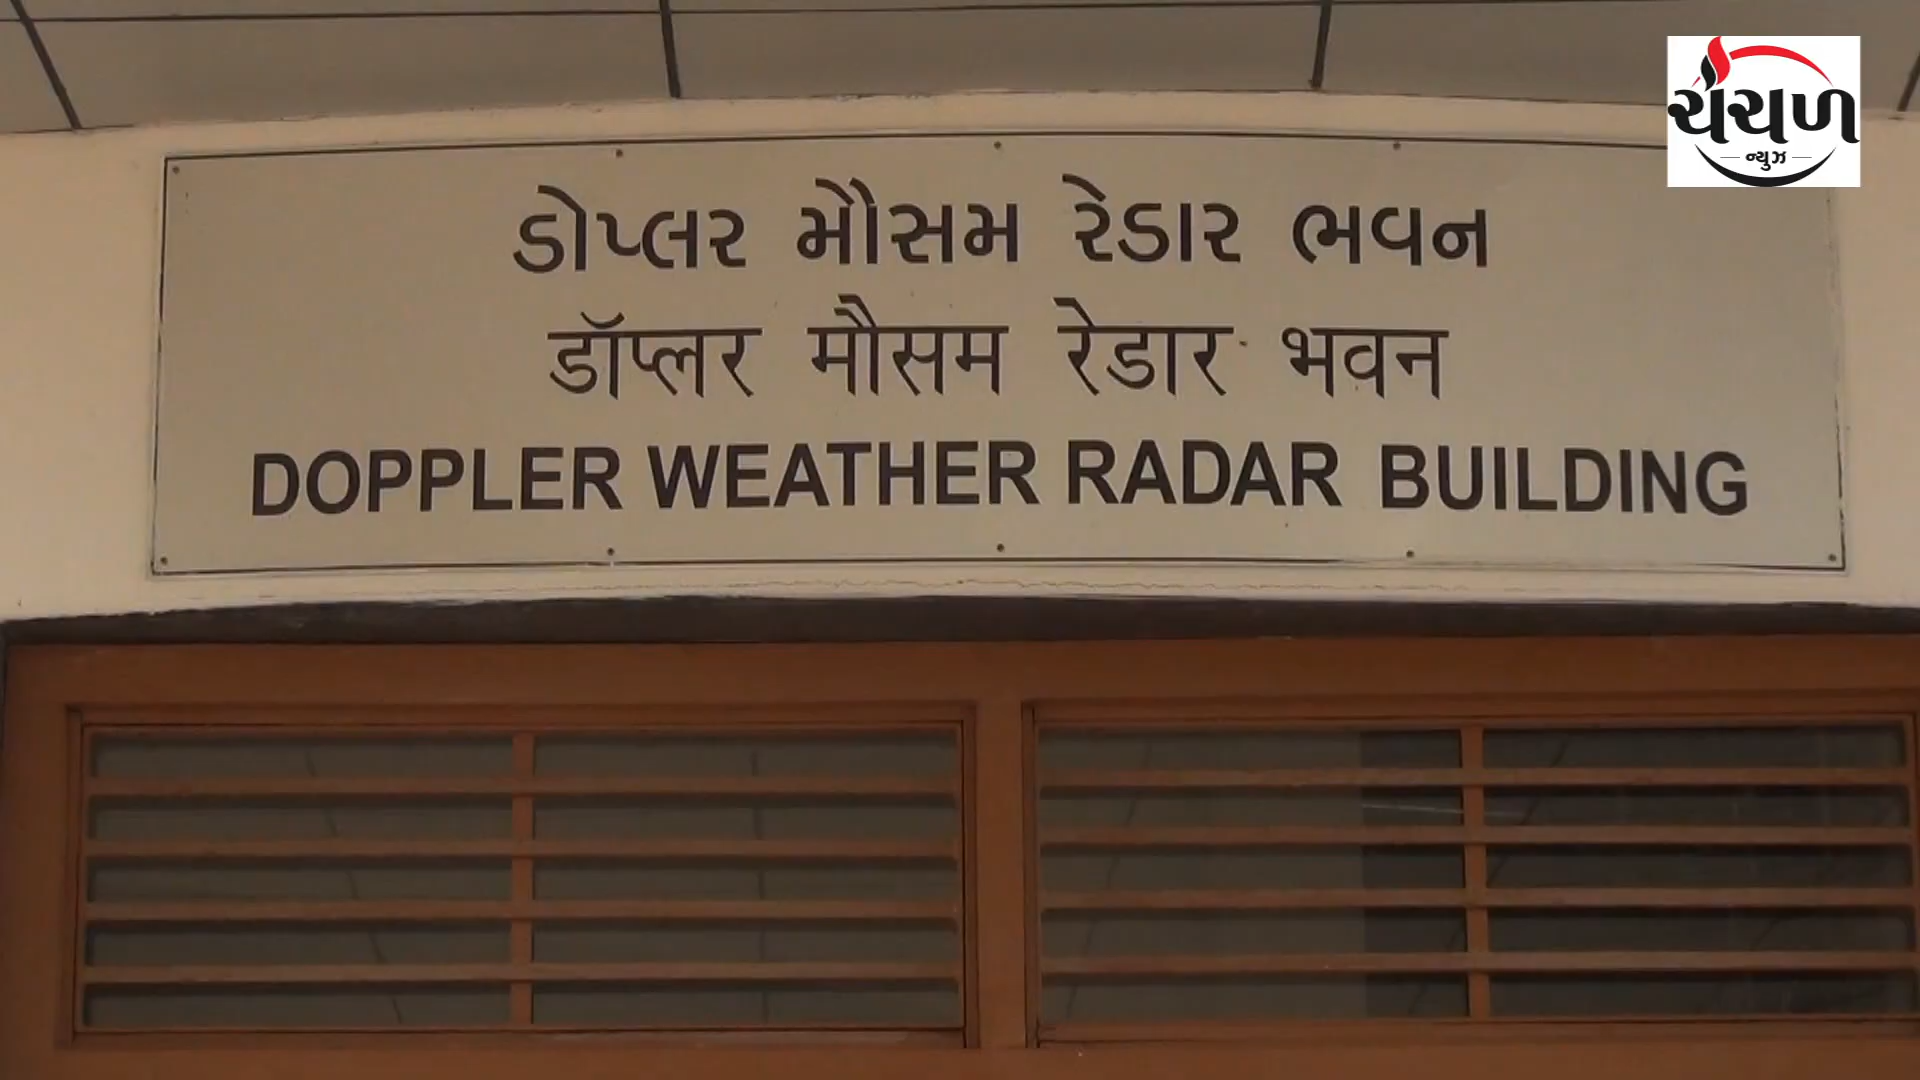 ડોપ્લર મૌસમ રેડાર ભવન
डॉप्लर मौसम रेडार भवन
DOPPLER WEATHER RADAR BUILDING
ચંચળ
ન્યુઝ